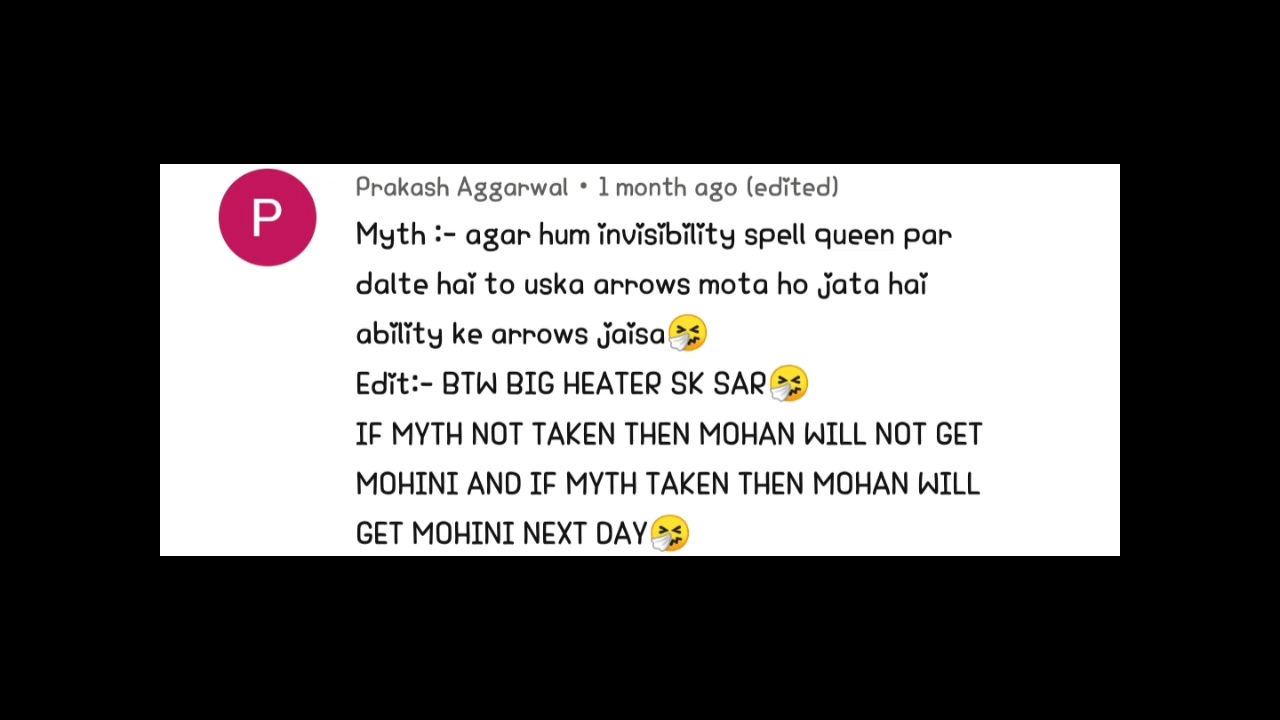 P
Prakash Aggarwal • 1 month ago (edited)
Myth :- agar hum invisibility spell queen par
dalte hai to uska arrows mota ho jata hai
ability ke arrows jaisa🤧
Edit:- BTW BIG HEATER SK SAR🤧
IF MYTH NOT TAKEN THEN MOHAN WILL NOT GET
MOHINI AND IF MYTH TAKEN THEN MOHAN WILL
GET MOHINI NEXT DAY🤧